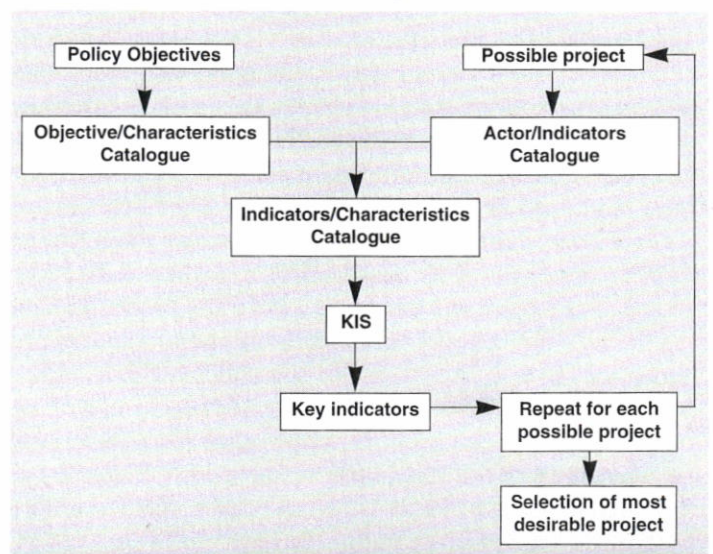 Policy Objectives
Possible project
Objective/Characteristics
Catalogue
Actor/Indicators
Catalogue
Indicators/Characteristics
Catalogue
KIS
Key indicators
Repeat for each
possible project
Selection of most
desirable project